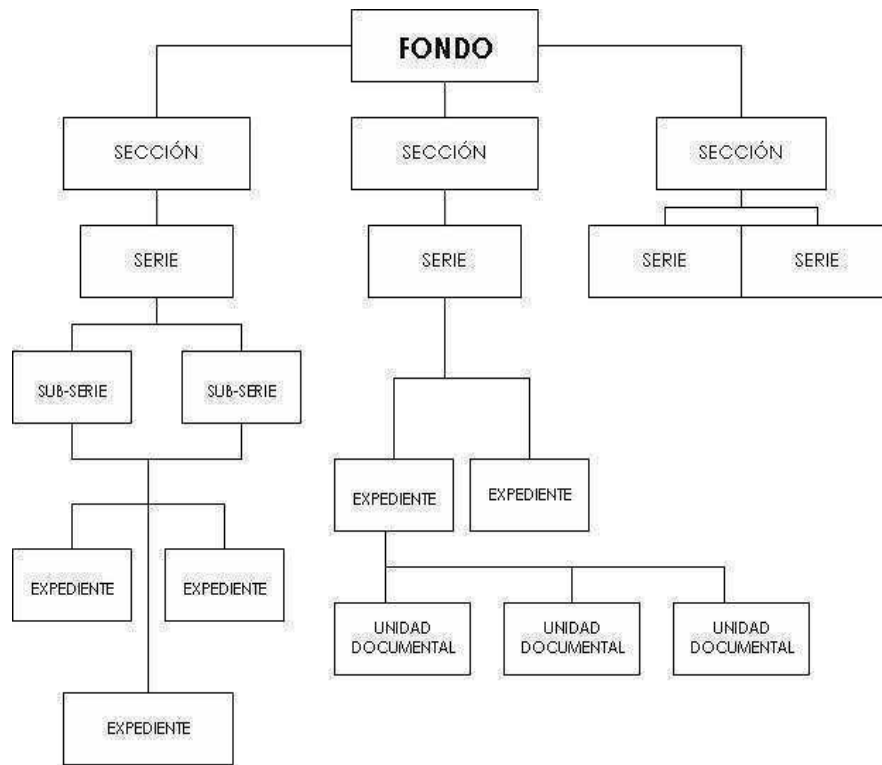 FONDO
SECCIÓN
SECCIÓN
SECCIÓN
SERIE
SERIE
SERIE
SERIE
SUB-SERIE
SUB-SERIE
EXPEDIENTE
EXPEDIENTE
EXPEDIENTE
EXPEDIENTE
UNIDAD
DOCUMENTAL
UNIDAD
DOCUMENTAL
UNIDAD
DOCUMENTAL
EXPEDIENTE